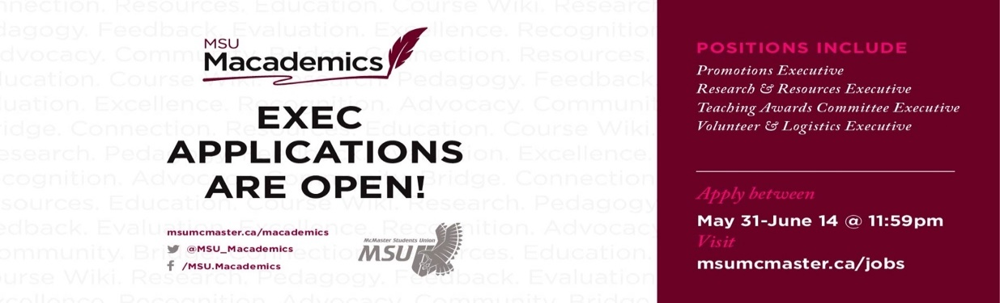 MSU
Macademics
EXEC
APPLICATIONS
ARE OPEN!
msumcmaster.ca/macademics
@MSU_Macademics
/MSU.Macademics
McMaster Students Union
MSU
POSITIONS INCLUDE
Promotions Executive
Research & Resources Executive
Teaching Awards Committee Executive
Volunteer & Logistics Executive
Apply between
May 31-June 14 @ 11:59pm
Visit
msumcmaster.ca/jobs